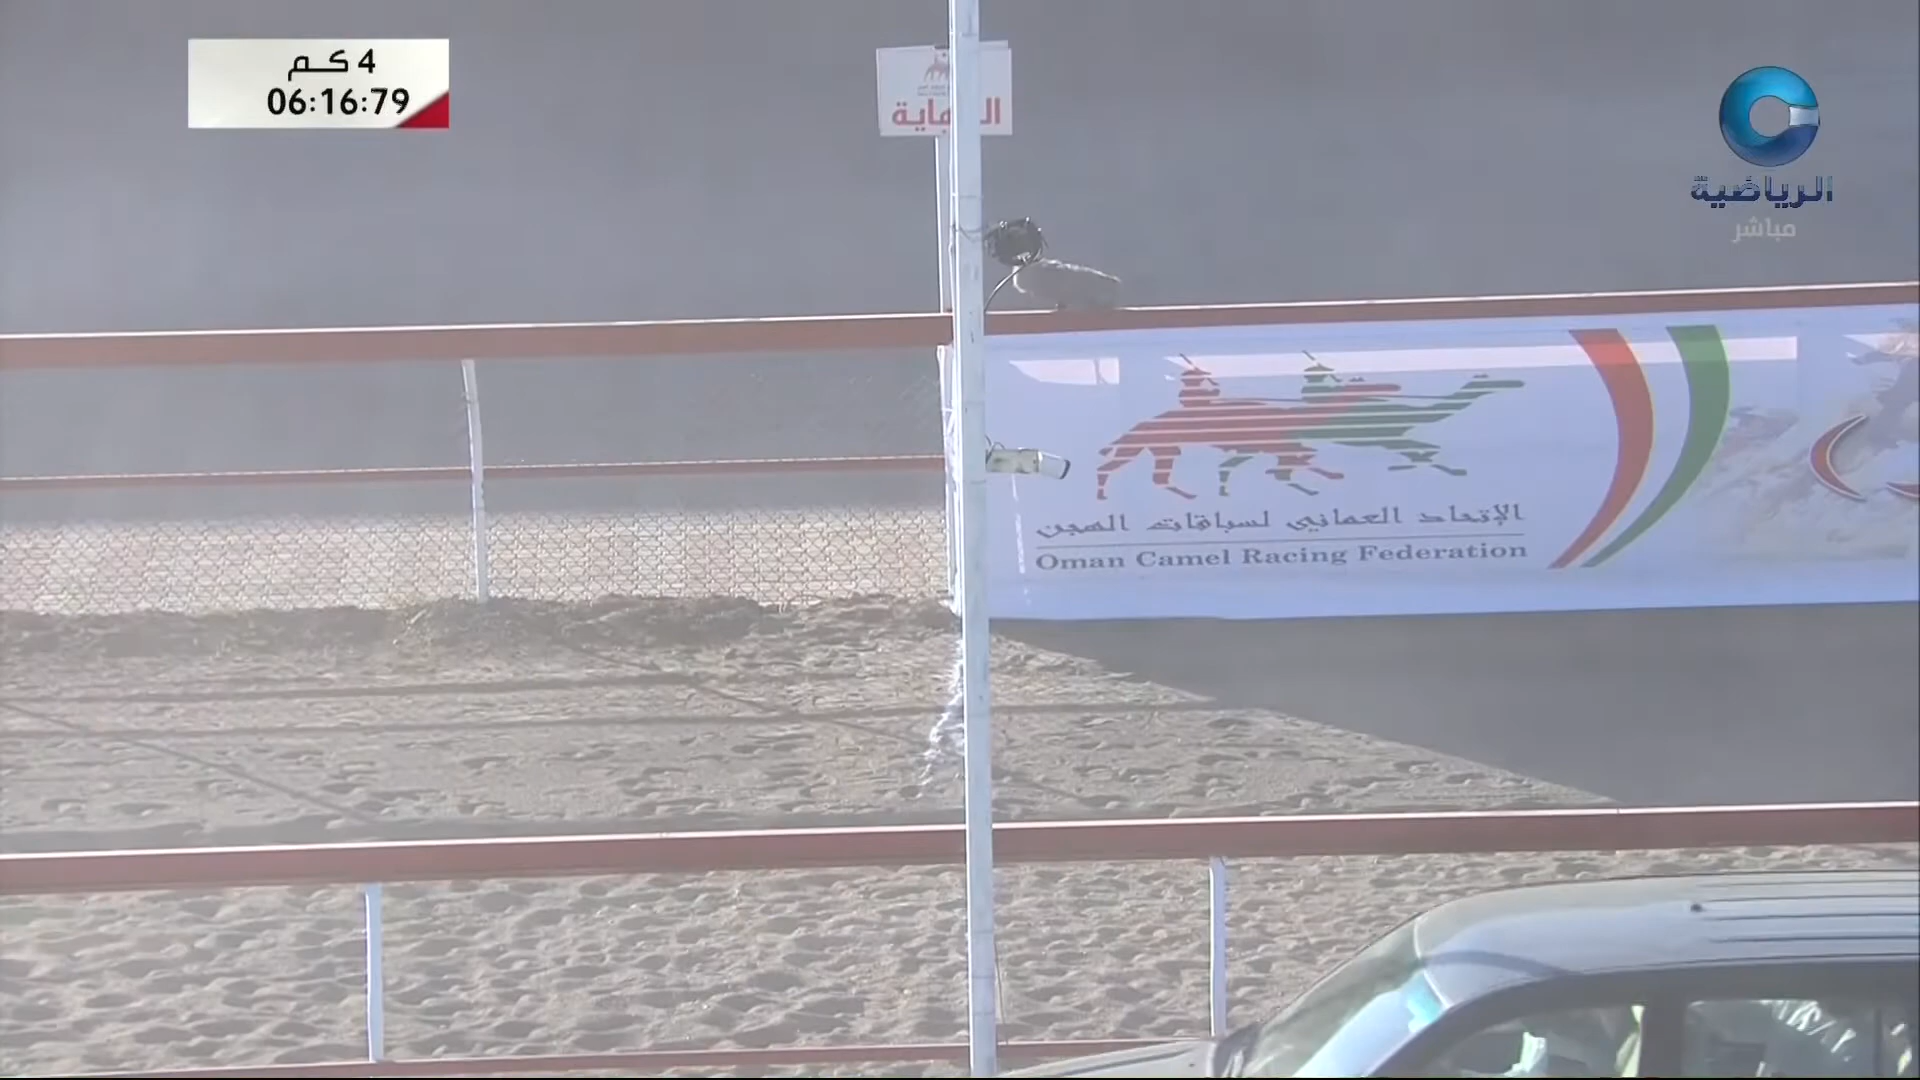 4 كم
06:16:79
الرياضية
مباشر
الإتحاد العماني لسباقات الهجن
Oman Camel Racing Federation